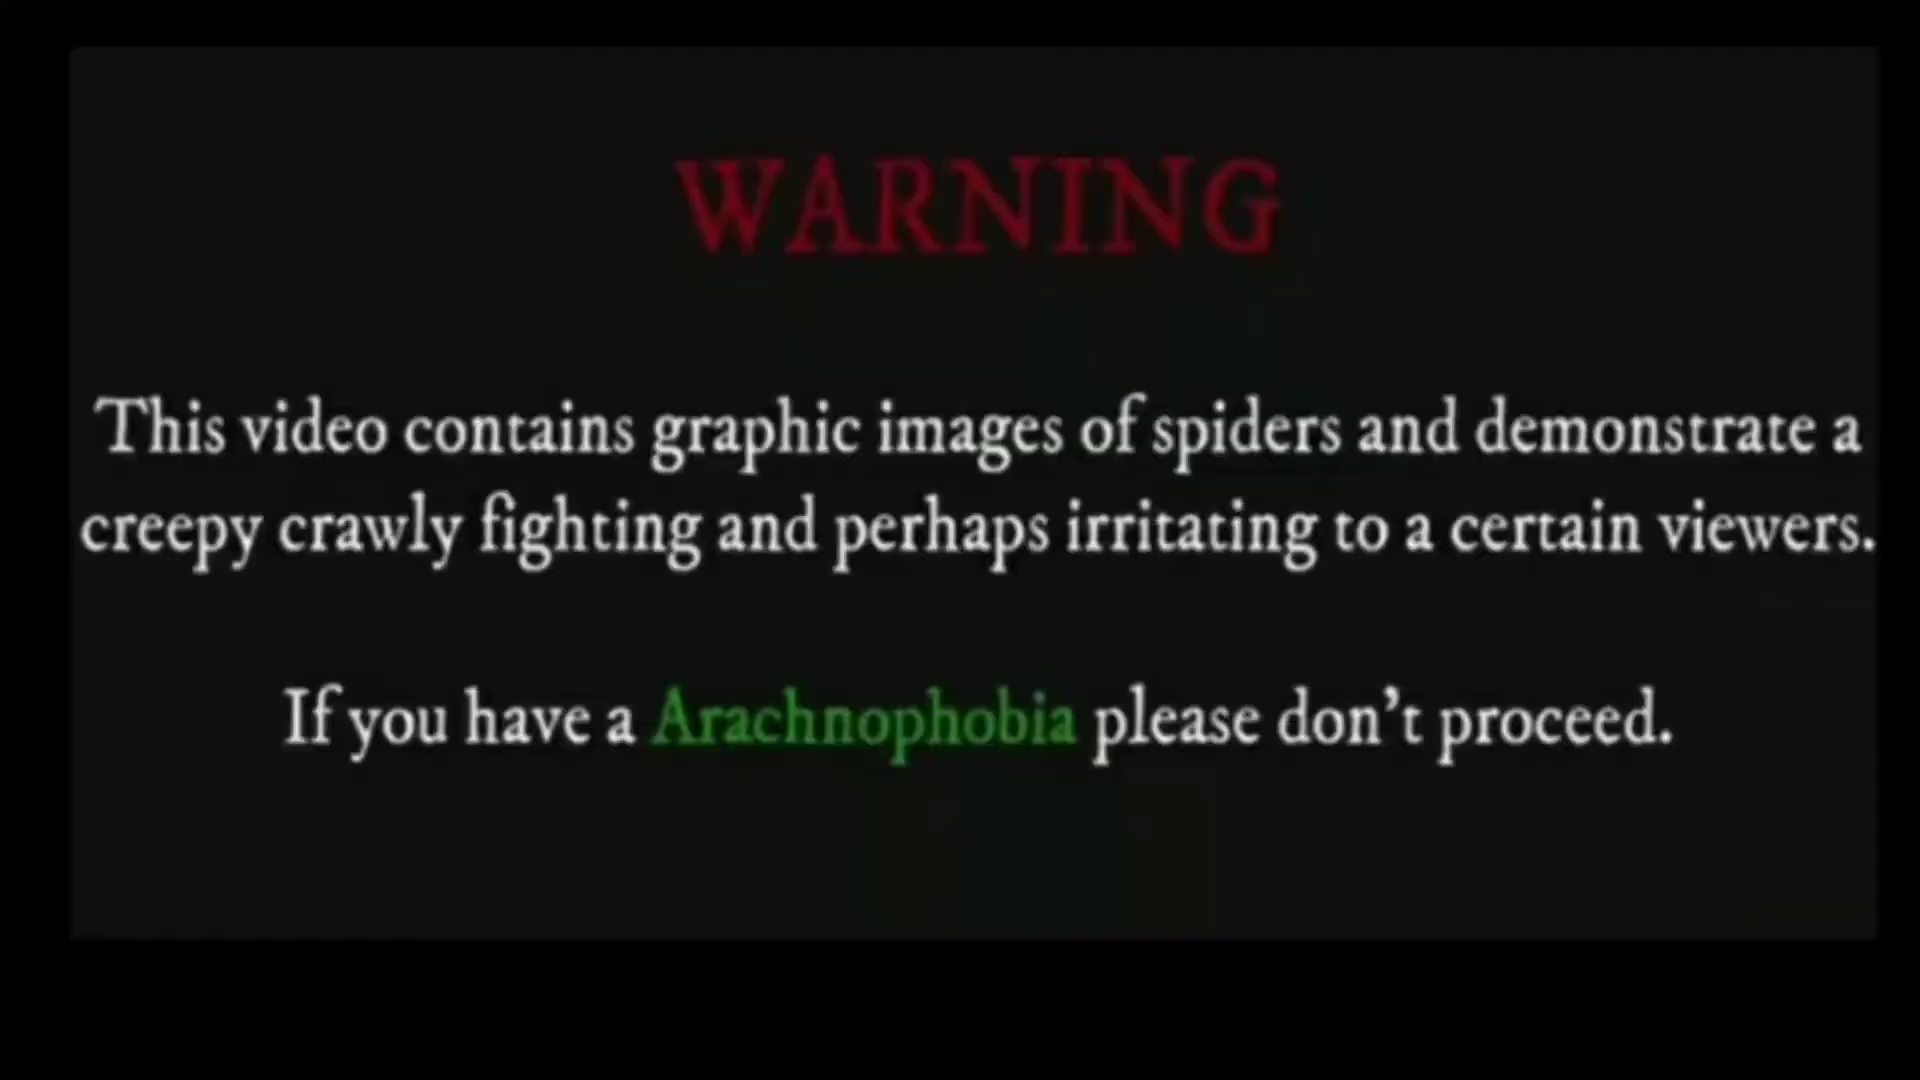 WARNING
This video contains graphic images of spiders and demonstrate a
creepy crawly fighting and perhaps irritating to a certain viewers.
If you have a Arachnophobia please don't proceed.